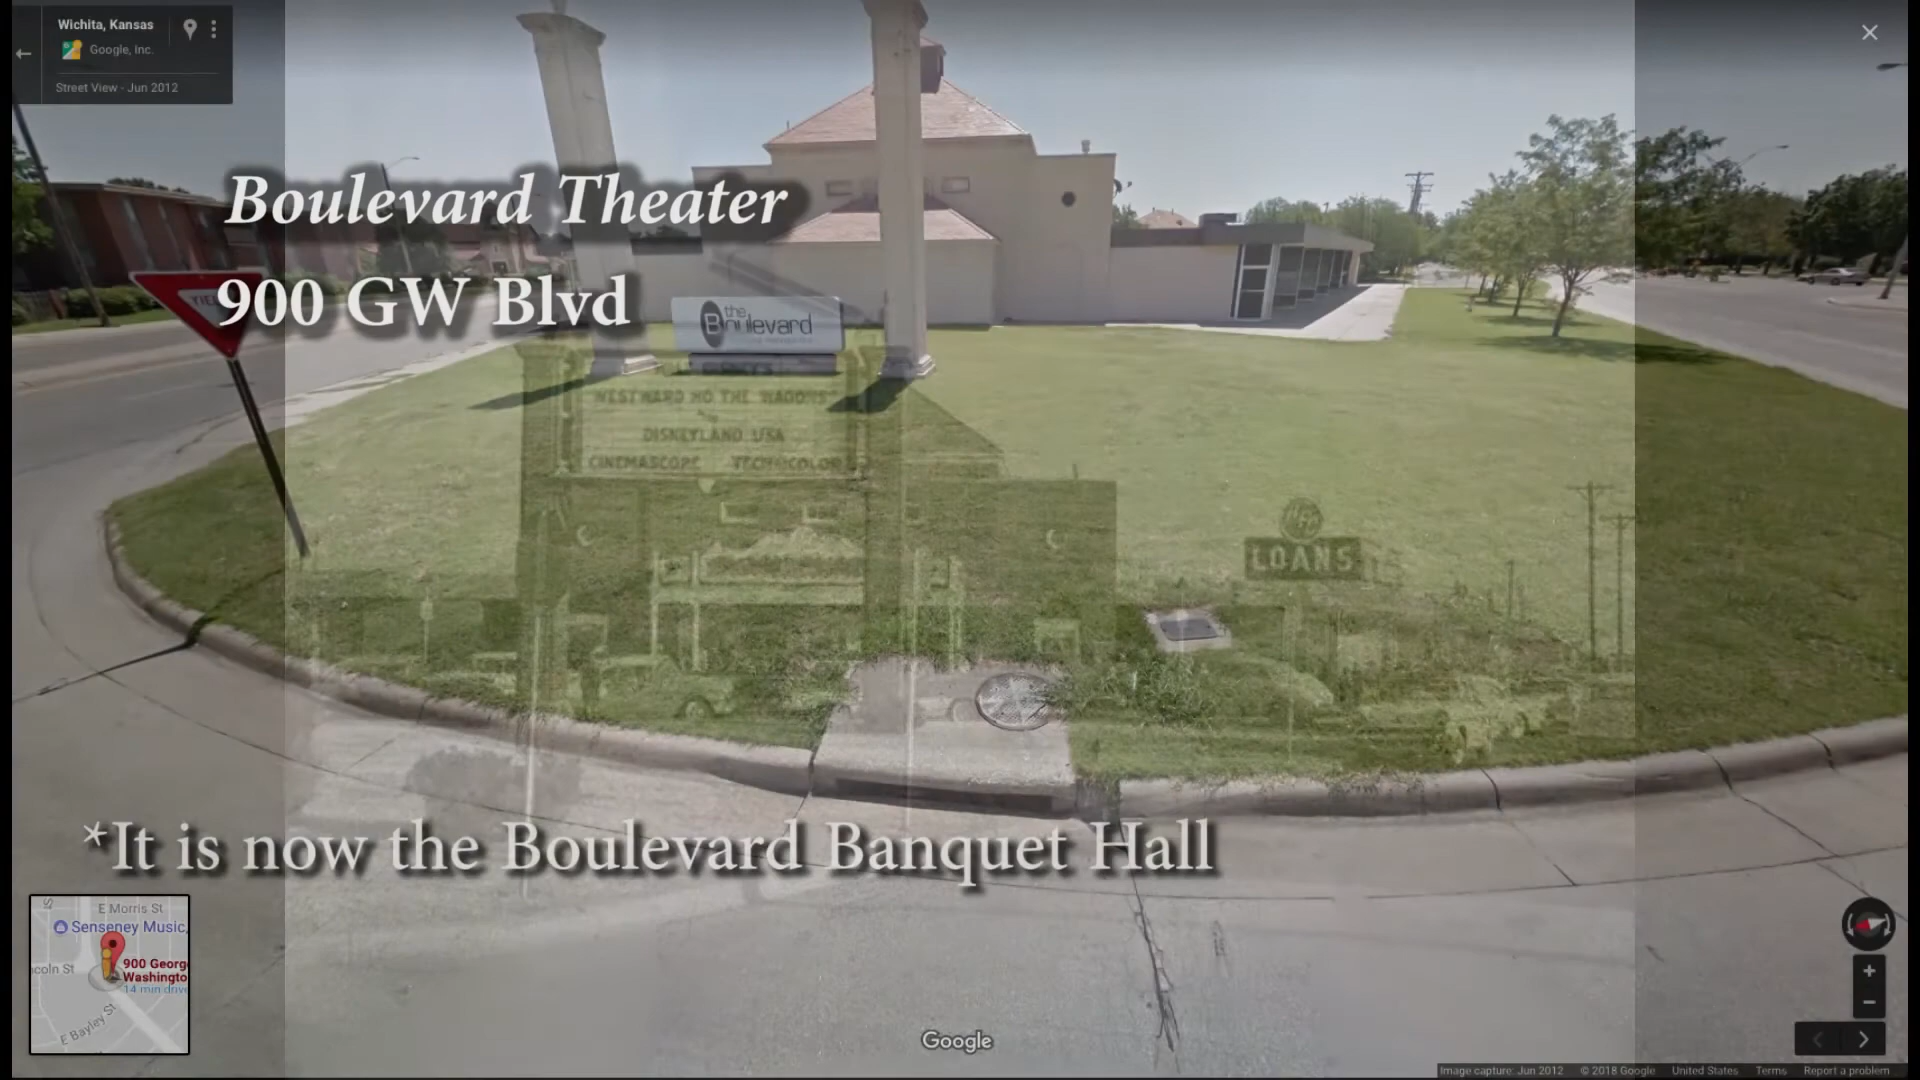 Wichita, Kansas
Google, Inc.
Street View - Jun 2012
Boulevard Theater
900 GW Blvd
YIELD
the
Boulevard
WESTWARD HO THE WAGONS
DISNEYLAND USA
CINEMASCOPE TECHNICOLOR
LOANS
*It is now the Boulevard Banquet Hall
E Morris St
Senseney Music,
coln St
900 Georg
Washingto
14 min drive
E Bayley St
Google
Image capture: Jun 2012 © 2018 Google United States Terms Report a problem